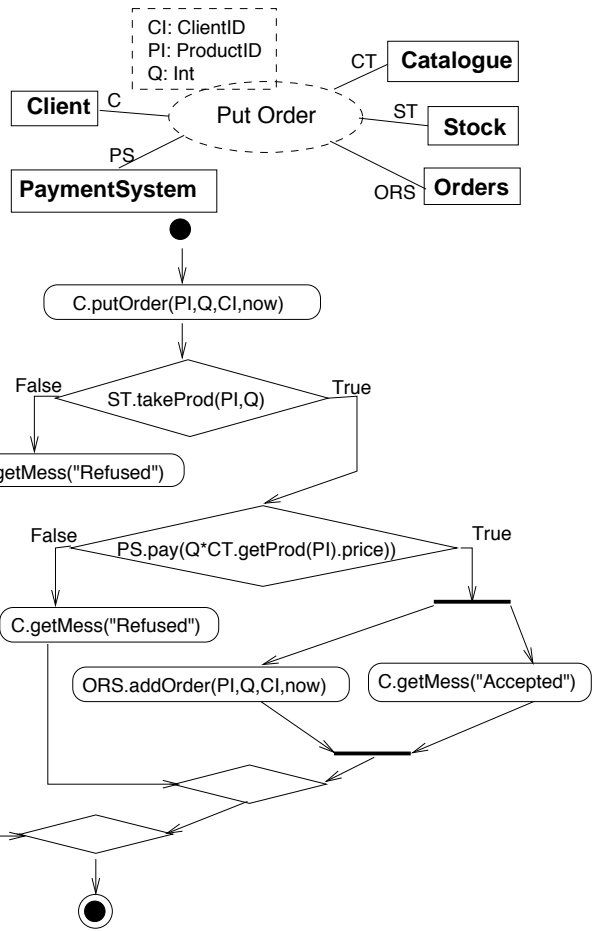 CI: ClientID
PI: ProductID
Q: Int
CT
Catalogue
Client
C
Put Order
ST
Stock
PS
PaymentSystem
ORS
Orders
C.putOrder(PI,Q,CI,now)
False
ST.takeProd(PI,Q)
True
getMess("Refused")
False
PS.pay(Q*CT.getProd(PI).price))
True
C.getMess("Refused")
ORS.addOrder(PI,Q,CI,now)
C.getMess("Accepted")